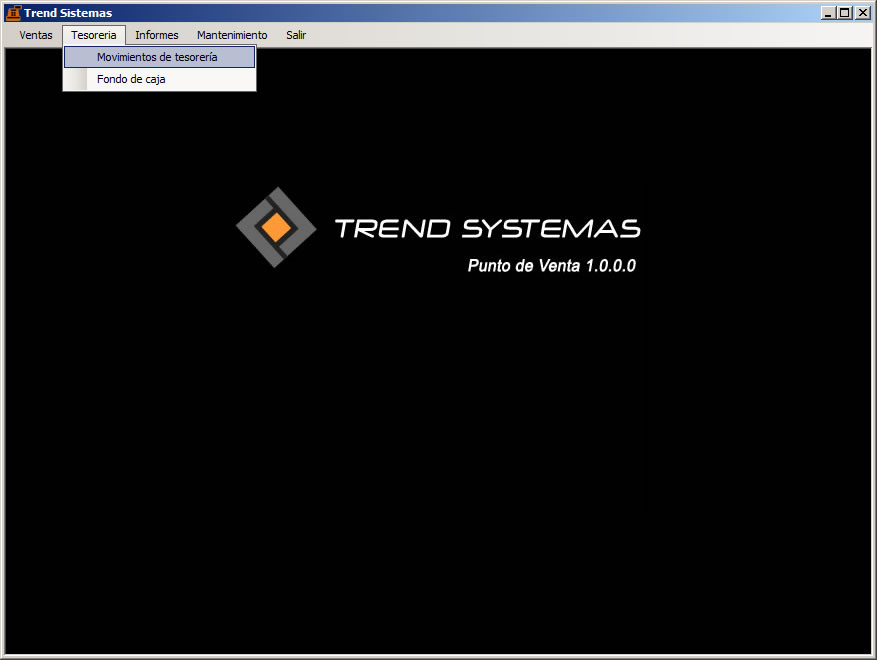 Trend Sistemas
Ventas Tesoreria Informes Mantenimiento Salir
Movimientos de tesorería
Fondo de caja
TREND SYSTEMAS
Punto de Venta 1.0.0.0